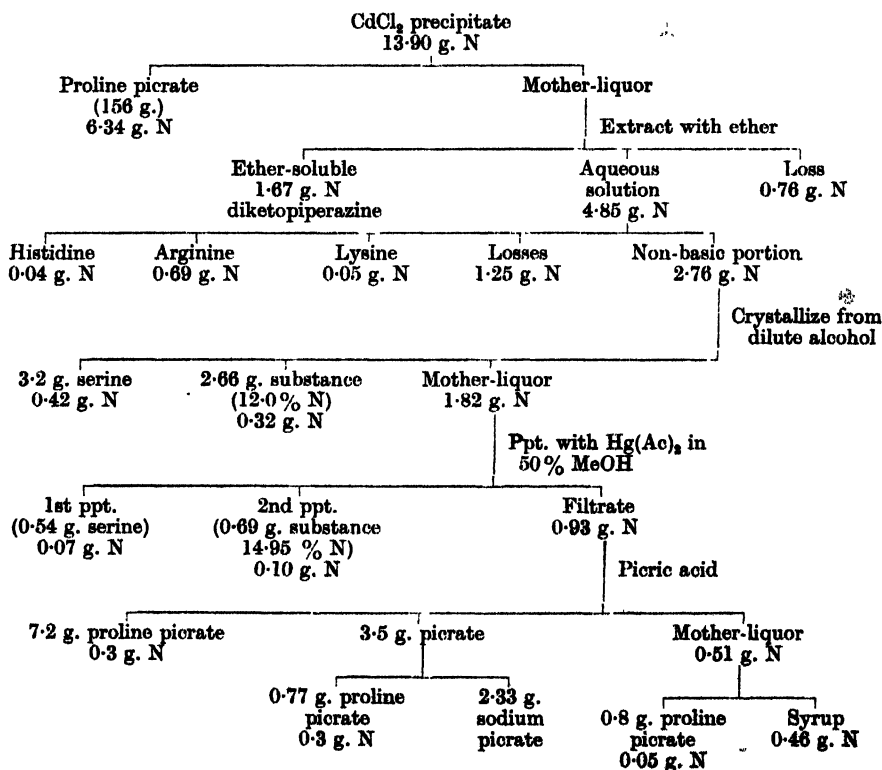 CdCl₂ precipitate
13·90 g. N
Proline picrate
(156 g.)
6·34 g. N
Mother-liquor
Extract with ether
Ether-soluble
1·67 g. N
diketopiperazine
Aqueous
solution
4·85 g. N
Loss
0·76 g. N
Histidine
0·04 g. N
Arginine
0·69 g. N
Lysine
0·05 g. N
Losses
1·25 g. N
Non-basic portion
2·76 g. N
Crystallize from
dilute alcohol
3·2 g. serine
0·42 g. N
2·66 g. substance
(12·0 % N)
0·32 g. N
Mother-liquor
1·82 g. N
Ppt. with Hg(Ac)₂ in
50 % MeOH
1st ppt.
(0·54 g. serine)
0·07 g. N
2nd ppt.
(0·69 g. substance
14·95 % N)
0·10 g. N
Filtrate
0·93 g. N
Picric acid
7·2 g. proline picrate
0·3 g. N
3·5 g. picrate
Mother-liquor
0·51 g. N
0·77 g. proline
picrate
0·3 g. N
2·33 g.
sodium
picrate
0·8 g. proline
picrate
0·05 g. N
Syrup
0·46 g. N